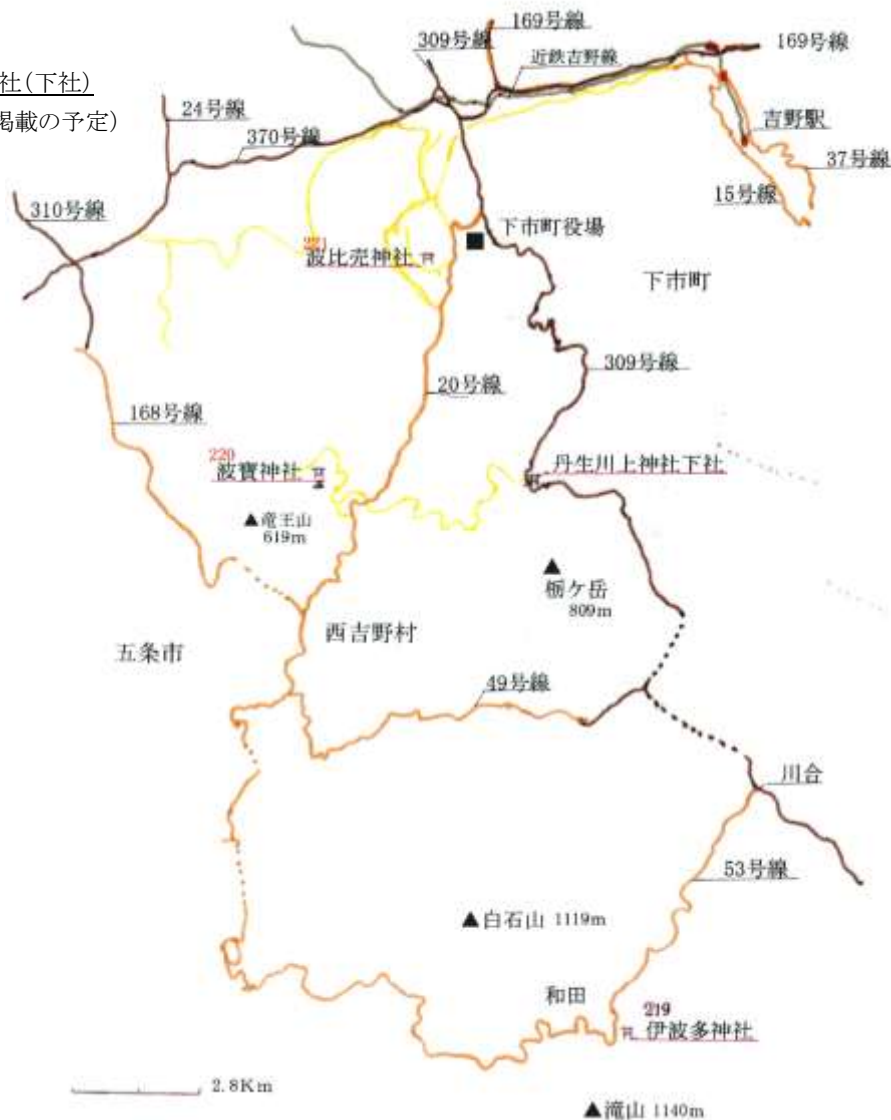 169号線
309号線
近鉄吉野線
169号線
社(下社)
24号線
掲載の予定)
370号線
吉野駅
37号線
15号線
310号線
下市町役場
221
波比売神社
下市町
309号線
20号線
168号線
220
波寶神社
丹生川上神社下社
▲竜王山
619m
▲
栃ケ岳
809m
西吉野村
五条市
49号線
川合
53号線
▲白石山 1119m
和田
219
伊波多神社
2.8Km
▲滝山 1140m